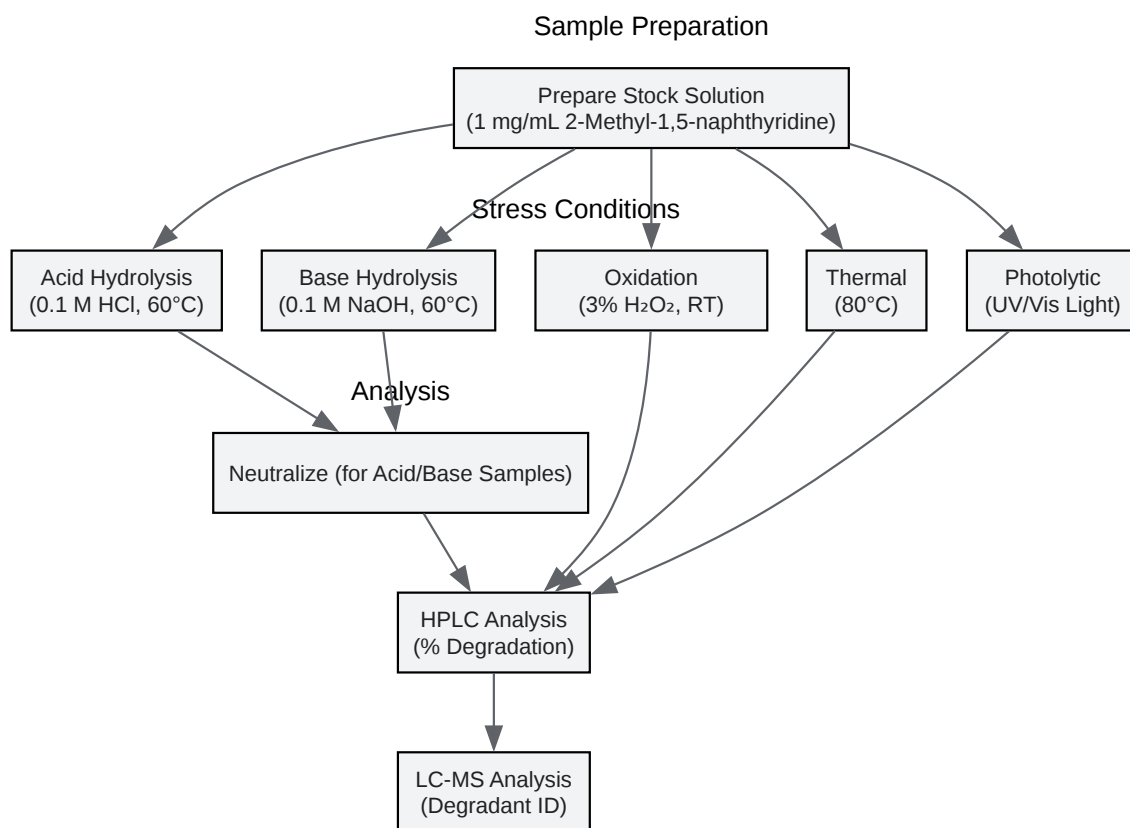 Sample Preparation
Prepare Stock Solution
(1 mg/mL 2-Methyl-1,5-naphthyridine)
Stress Conditions
Acid Hydrolysis
(0.1 M HCl, 60°C)
Base Hydrolysis
(0.1 M NaOH, 60°C)
Oxidation
(3% H₂O₂, RT)
Thermal
(80°C)
Photolytic
(UV/Vis Light)
Analysis
Neutralize (for Acid/Base Samples)
HPLC Analysis
(% Degradation)
LC-MS Analysis
(Degradant ID)